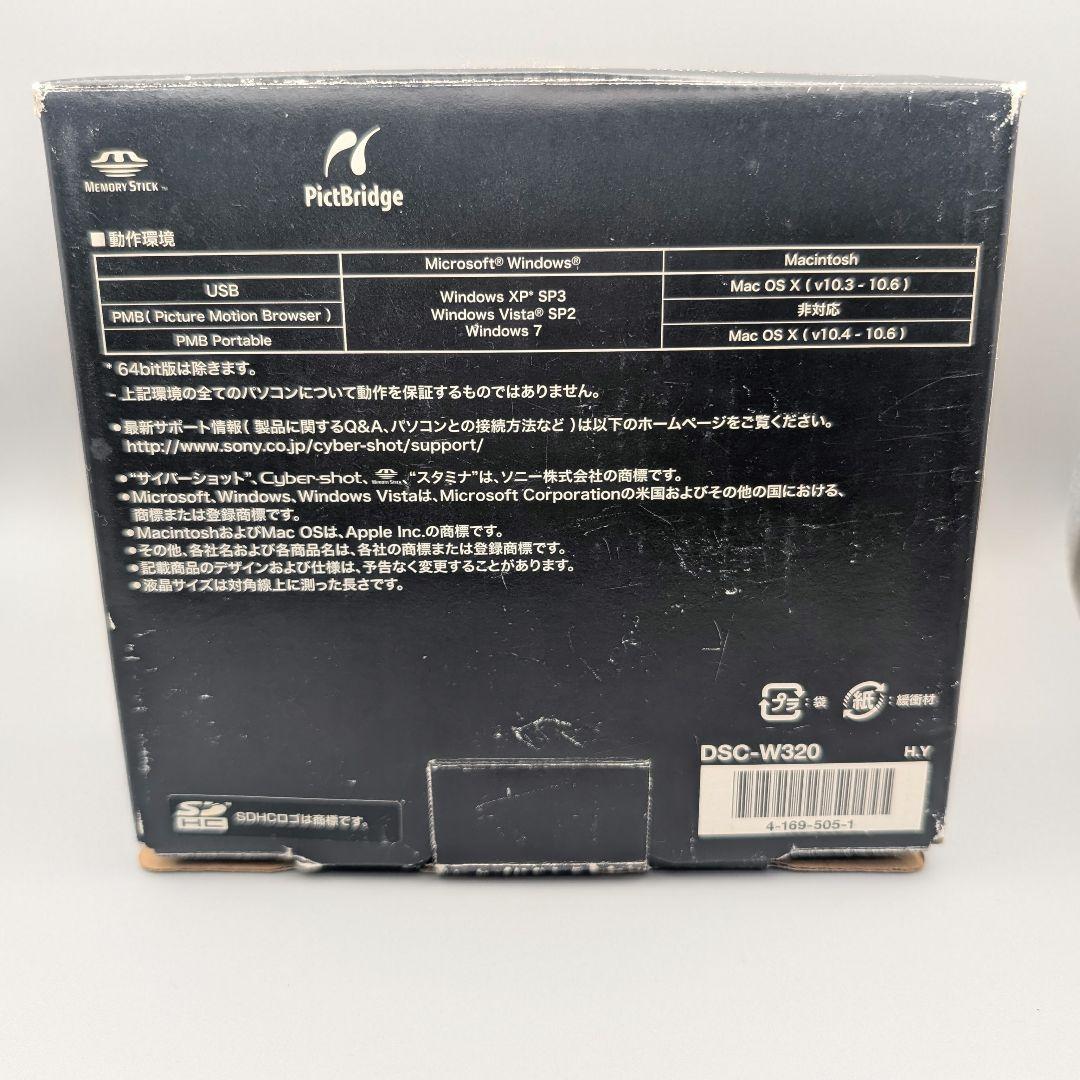 MEMORY STICK™
PictBridge
■動作環境
Microsoft® Windows®
Macintosh
USB
Windows XP* SP3
Windows Vista® SP2
Windows 7
Mac OS X ( v10.3 - 10.6 )
PMB( Picture Motion Browser )
非対応
PMB Portable
Mac OS X ( v10.4 - 10.6 )
* 64bit版は除きます。
- 上記環境の全てのパソコンについて動作を保証するものではありません。
●最新サポート情報( 製品に関するQ&A、パソコンとの接続方法など )は以下のホームページをご覧ください。
http://www.sony.co.jp/cyber-shot/support/
●“サイバーショット”、Cyber-shot、MEMORY STICK、“スタミナ”は、ソニー株式会社の商標です。
●Microsoft、Windows、Windows Vistaは、Microsoft Corporationの米国およびその他の国における、
商標または登録商標です。
●MacintoshおよびMac OSは、Apple Inc.の商標です。
●その他、各社名および各商品名は、各社の商標または登録商標です。
●記載商品のデザインおよび仕様は、予告なく変更することがあります。
●液晶サイズは対角線上に測った長さです。
プラ : 袋
紙 : 緩衝材
DSC-W320
H.Y
4-169-505-1
SD HC
SDHCロゴは商標です。